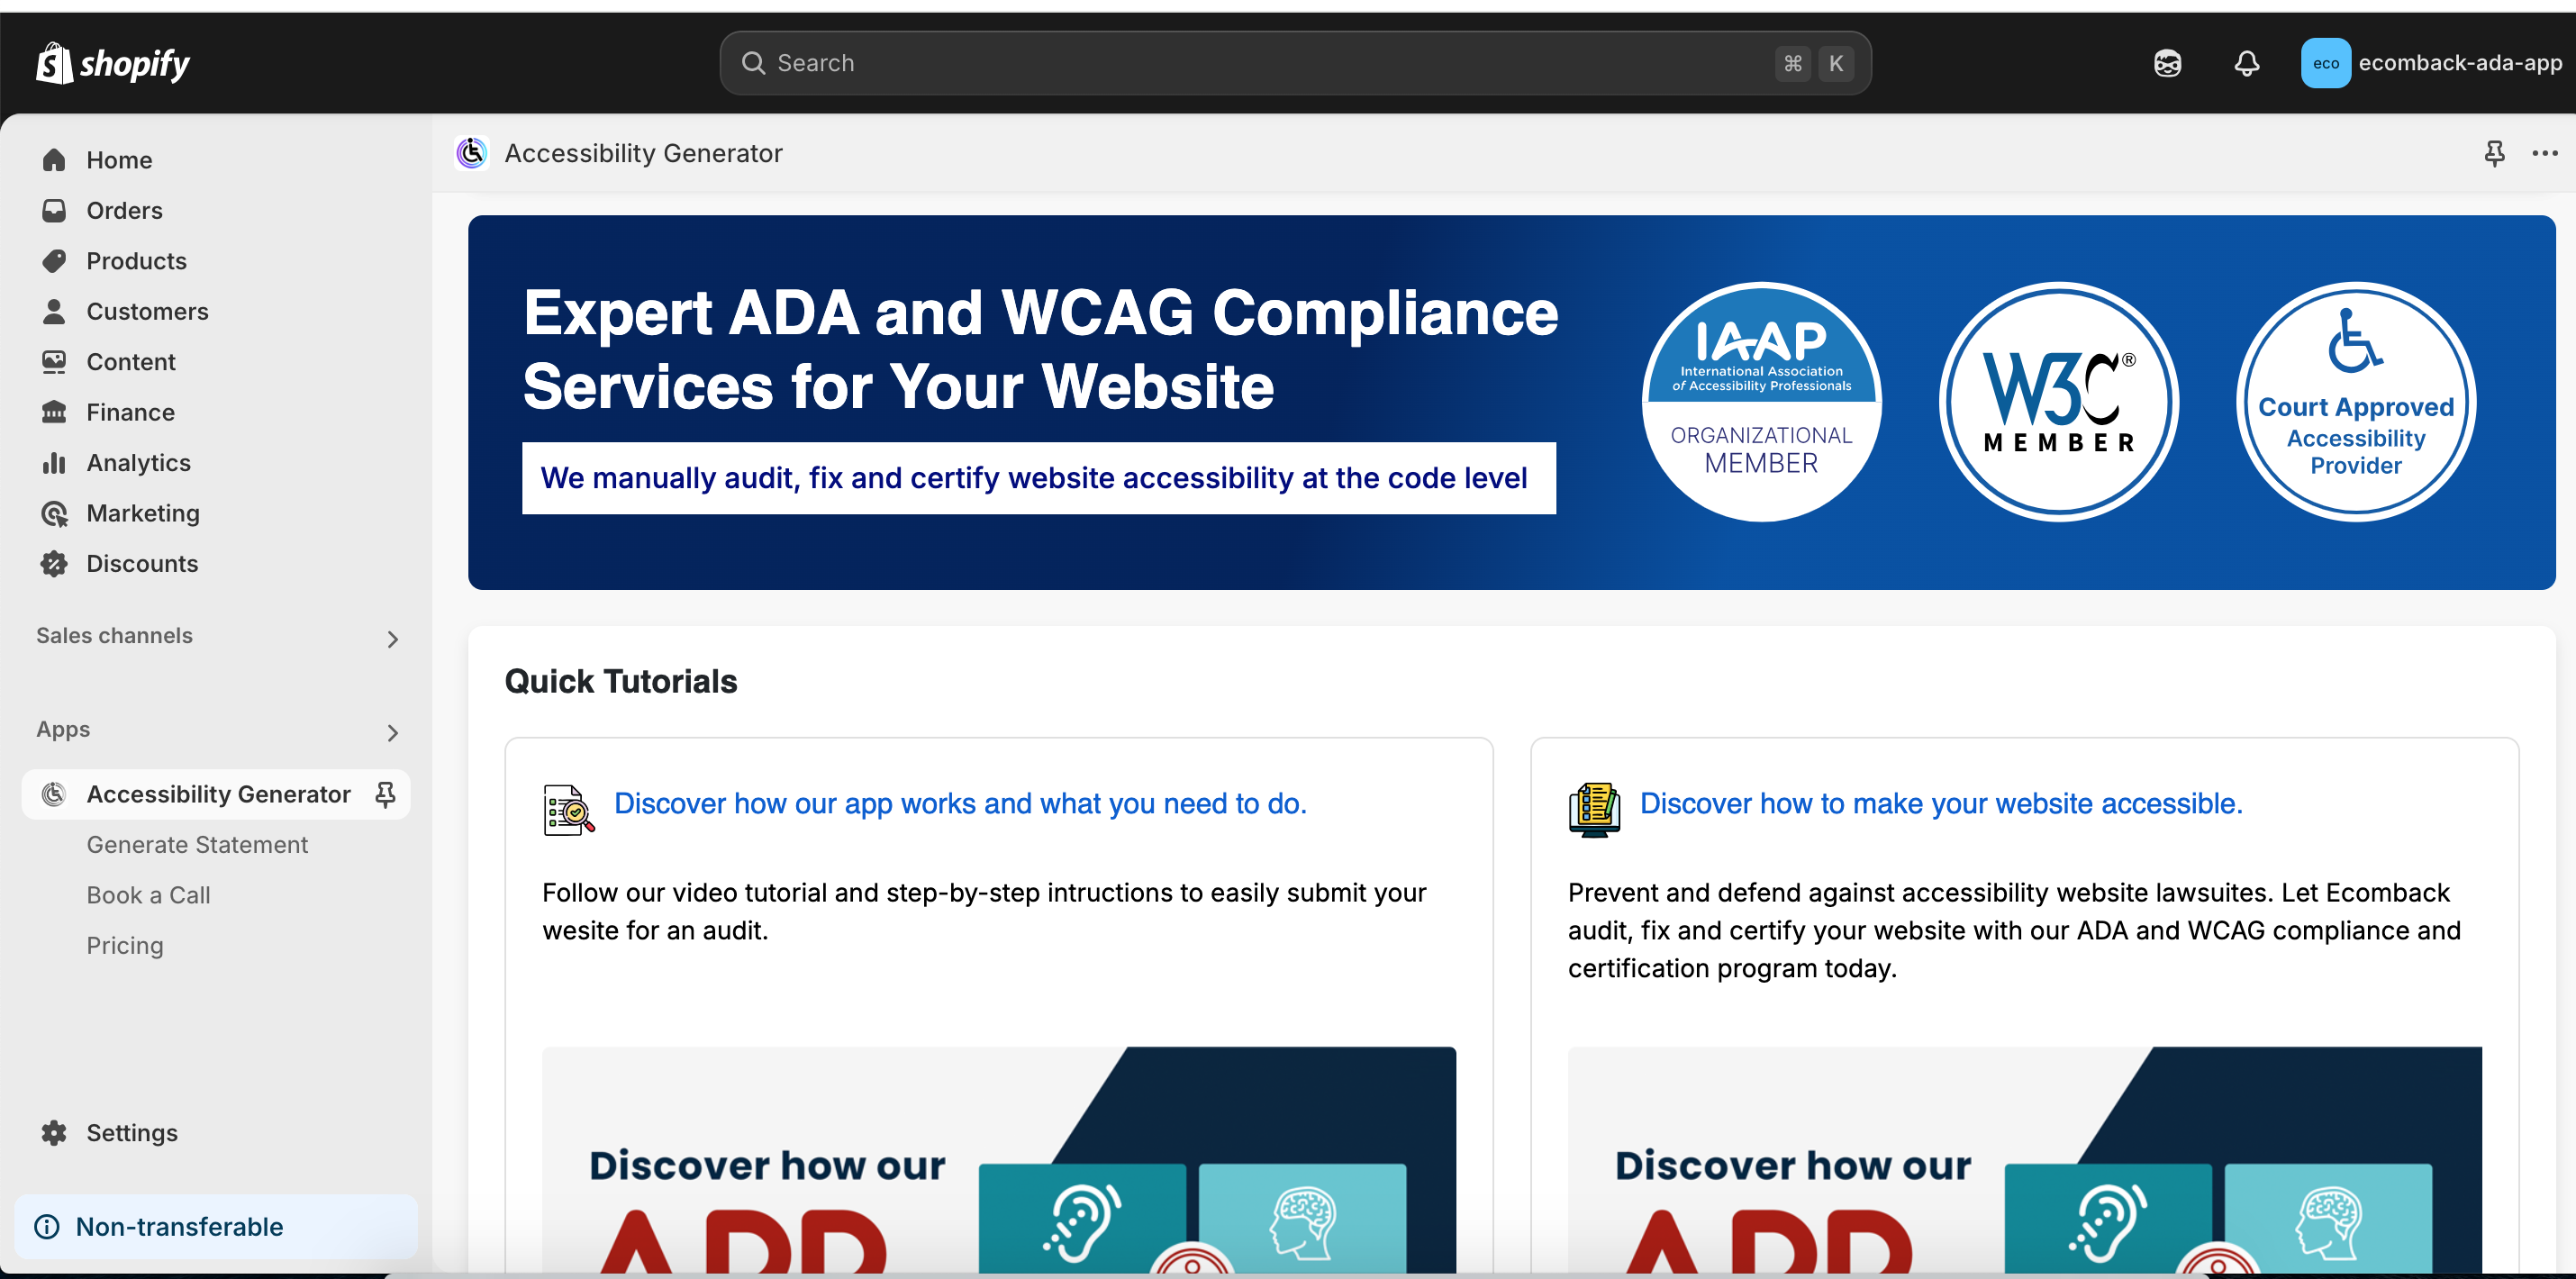 shopify
Search
⌘ K
eco
ecomback-ada-app
Home
Orders
Products
Customers
Content
Finance
Analytics
Marketing
Discounts
Sales channels
Apps
Accessibility Generator
Generate Statement
Book a Call
Pricing
Settings
Non-transferable
Accessibility Generator
Expert ADA and WCAG Compliance
Services for Your Website
We manually audit, fix and certify website accessibility at the code level
IAAP
International Association
of Accessibility Professionals
ORGANIZATIONAL
MEMBER
W3C®
MEMBER
Court Approved
Accessibility
Provider
Quick Tutorials
Discover how our app works and what you need to do.
Follow our video tutorial and step-by-step intructions to easily submit your
wesite for an audit.
Discover how our
APP
Discover how to make your website accessible.
Prevent and defend against accessibility website lawsuites. Let Ecomback
audit, fix and certify your website with our ADA and WCAG compliance and
certification program today.
Discover how our
APP